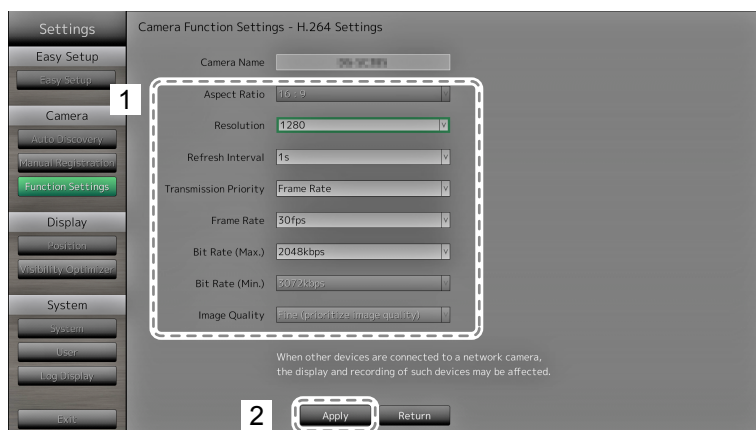 Settings
Easy Setup
Easy Setup
Camera
Auto Discovery
Manual Registration
Function Settings
Display
Position
Visibility Optimizer
System
System
User
Log Display
Exit
Camera Function Settings - H.264 Settings
Camera Name
1
Aspect Ratio 16:9
Resolution 1280
Refresh Interval 1s
Transmission Priority Frame Rate
Frame Rate 30fps
Bit Rate (Max.) 2048kbps
Bit Rate (Min.) 3072kbps
Image Quality Fine (prioritize image quality)
When other devices are connected to a network camera,
the display and recording of such devices may be affected.
2 Apply Return